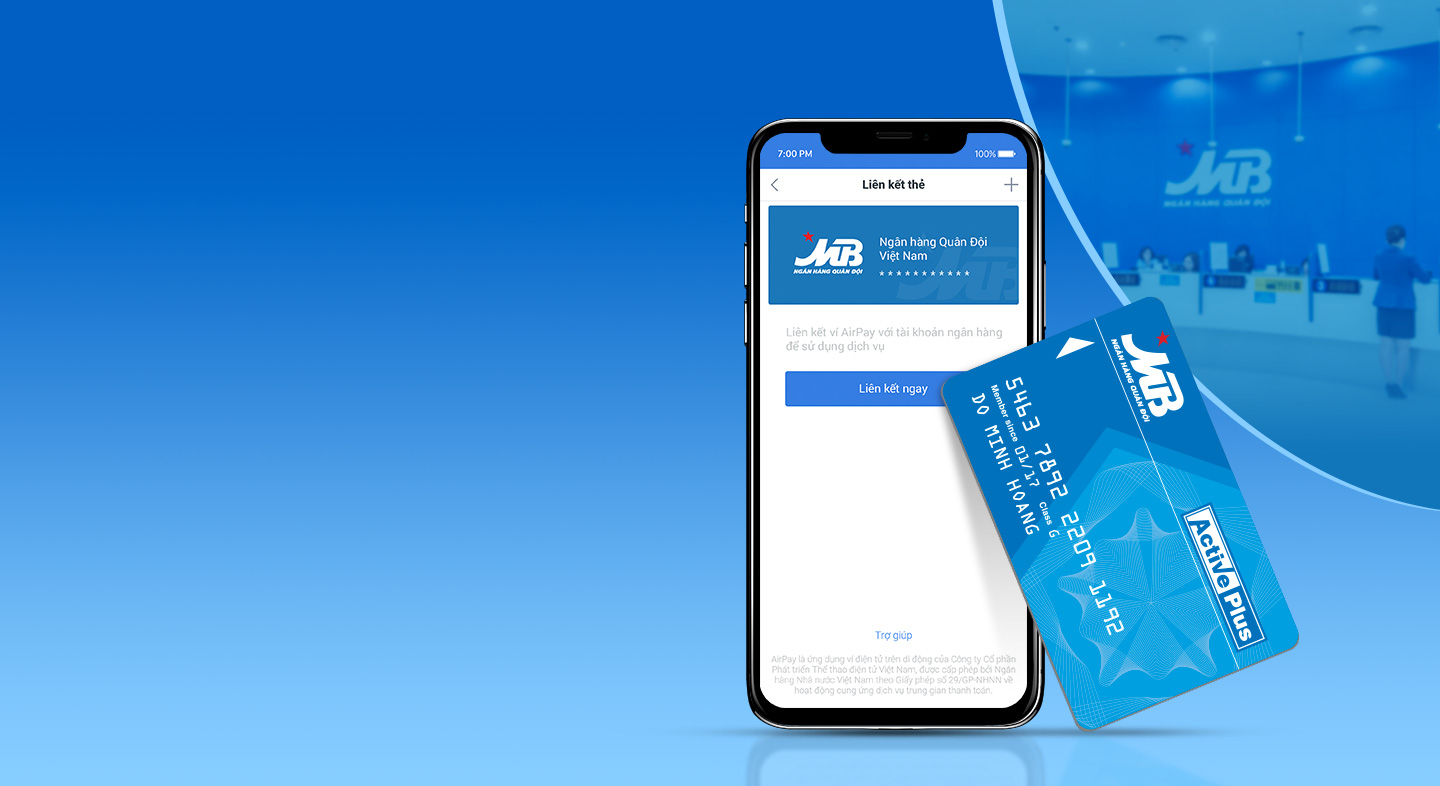 7:00 PM
100%
Liên kết thẻ
MB
NGÂN HÀNG QUÂN ĐỘI
Ngân hàng Quân Đội
Việt Nam
* * * * * * * * * * *
MB
Liên kết ví AirPay với tài khoản ngân hàng
để sử dụng dịch vụ
Liên kết ngay
Trợ giúp
AirPay là ứng dụng ví điện tử trên di động của Công ty Cổ phần
Phát triển Thể thao điện tử Việt Nam, được cấp phép bởi Ngân
hàng Nhà nước Việt Nam theo Giấy phép số 29/GP-NHNN về
hoạt động cung ứng dịch vụ trung gian thanh toán.
MB
NGÂN HÀNG QUÂN ĐỘI
MB
NGÂN HÀNG QUÂN ĐỘI
5463 7892 2209 1192
Member since 01/17 Class G
DO MINH HOANG
Active Plus